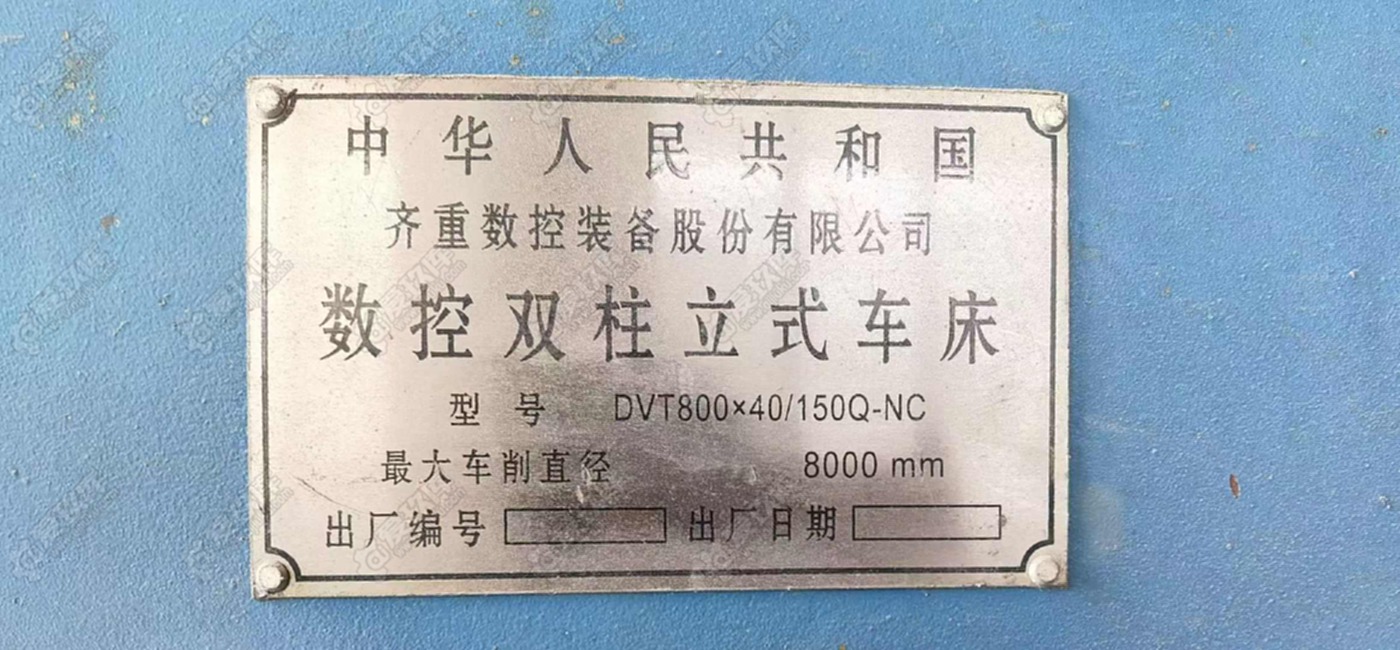 中华人民共和国
齐重数控装备股份有限公司
数控双柱立式车床
型号 DVT800×40/150Q-NC
最大车削直径 8000 mm
出厂编号 出厂日期